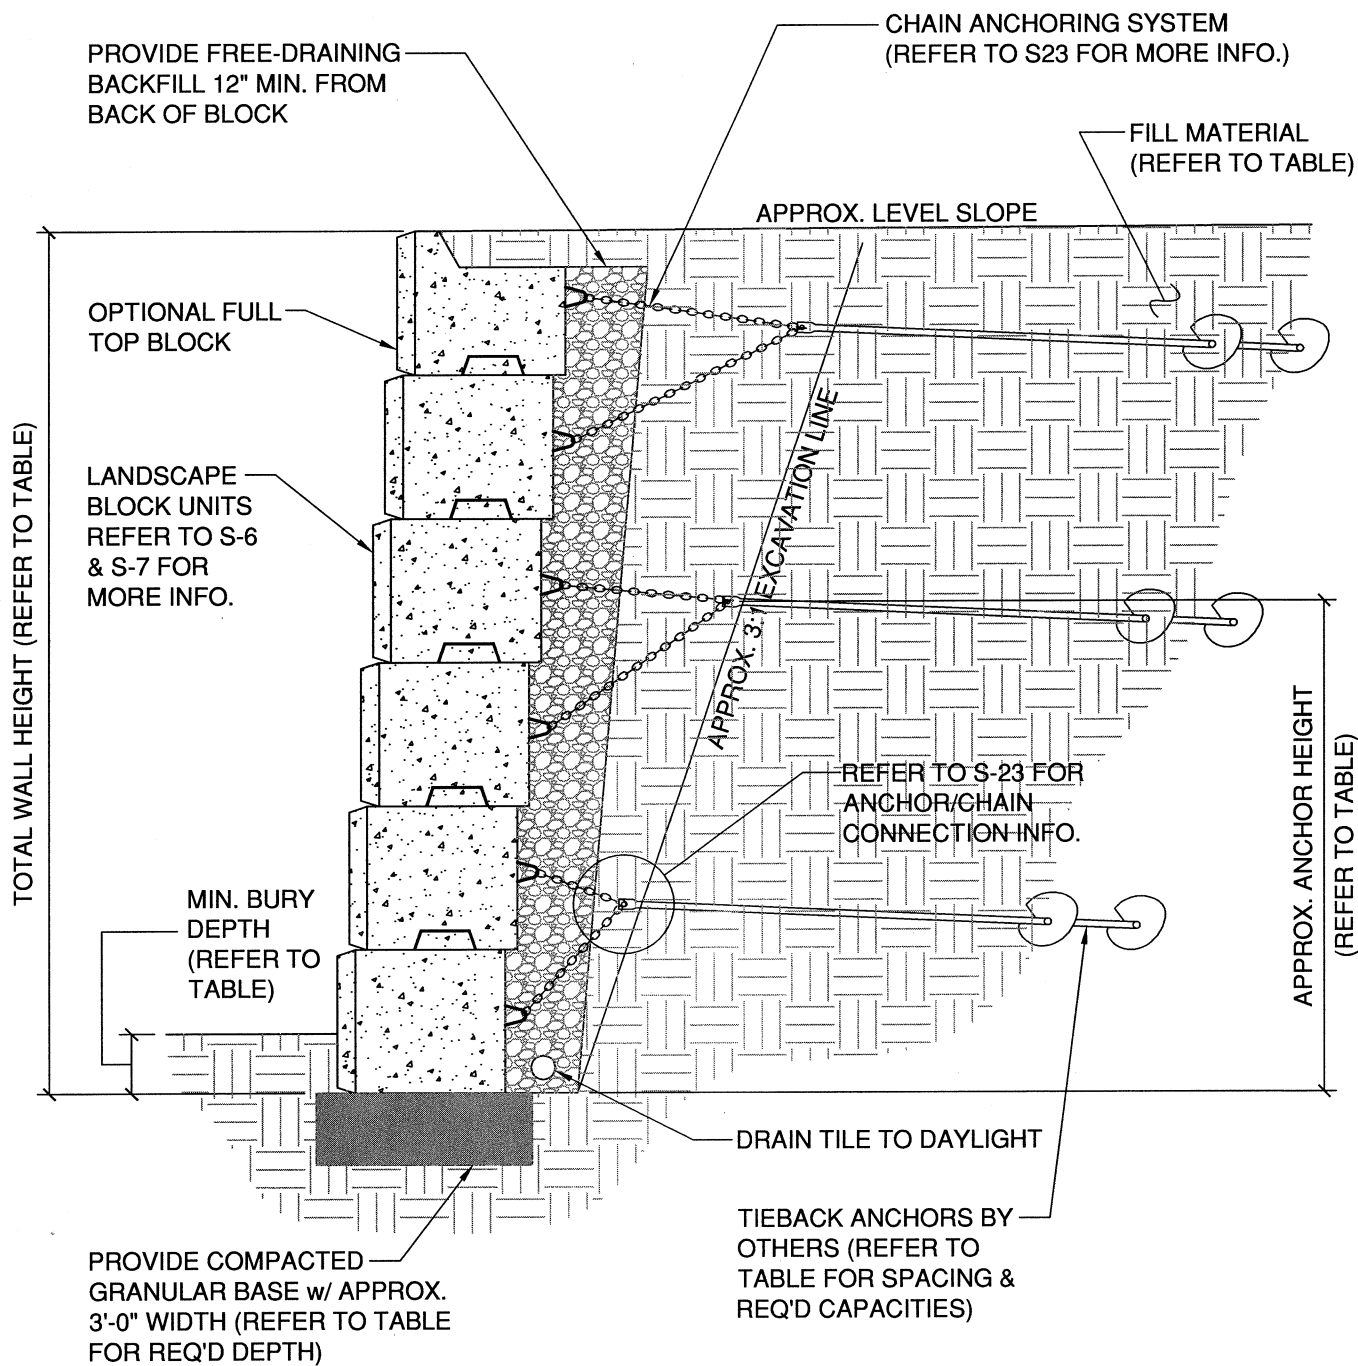 CHAIN ANCHORING SYSTEM
(REFER TO S23 FOR MORE INFO.)
PROVIDE FREE-DRAINING
BACKFILL 12" MIN. FROM
BACK OF BLOCK
FILL MATERIAL
(REFER TO TABLE)
APPROX. LEVEL SLOPE
OPTIONAL FULL
TOP BLOCK
LANDSCAPE
BLOCK UNITS
REFER TO S-6
& S-7 FOR
MORE INFO.
TOTAL WALL HEIGHT (REFER TO TABLE)
APPROX. 3:1 EXCAVATION LINE
REFER TO S-23 FOR
ANCHOR/CHAIN
CONNECTION INFO.
APPROX. ANCHOR HEIGHT
(REFER TO TABLE)
MIN. BURY
DEPTH
(REFER TO
TABLE)
DRAIN TILE TO DAYLIGHT
TIEBACK ANCHORS BY
OTHERS (REFER TO
TABLE FOR SPACING &
REQ'D CAPACITIES)
PROVIDE COMPACTED
GRANULAR BASE w/ APPROX.
3'-0" WIDTH (REFER TO TABLE
FOR REQ'D DEPTH)